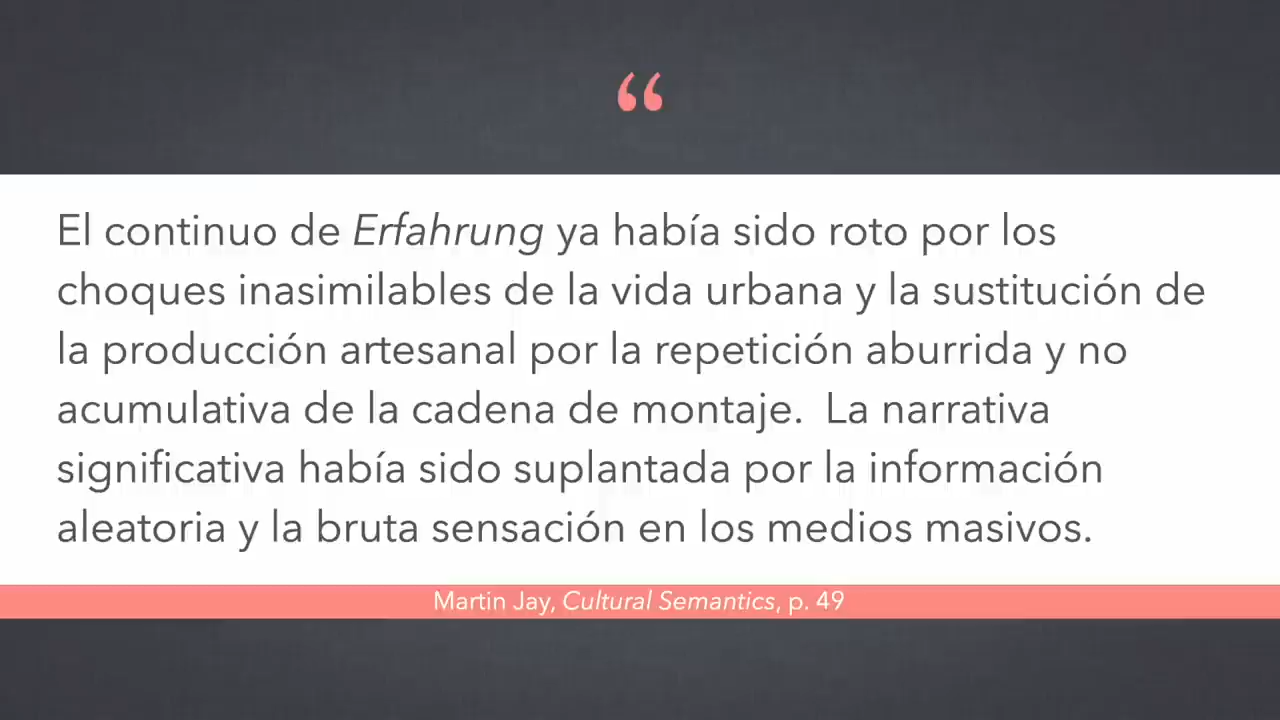 “
El continuo de Erfahrung ya había sido roto por los
choques inasimilables de la vida urbana y la sustitución de
la producción artesanal por la repetición aburrida y no
acumulativa de la cadena de montaje.  La narrativa
significativa había sido suplantada por la información
aleatoria y la bruta sensación en los medios masivos.
Martin Jay, Cultural Semantics, p. 49